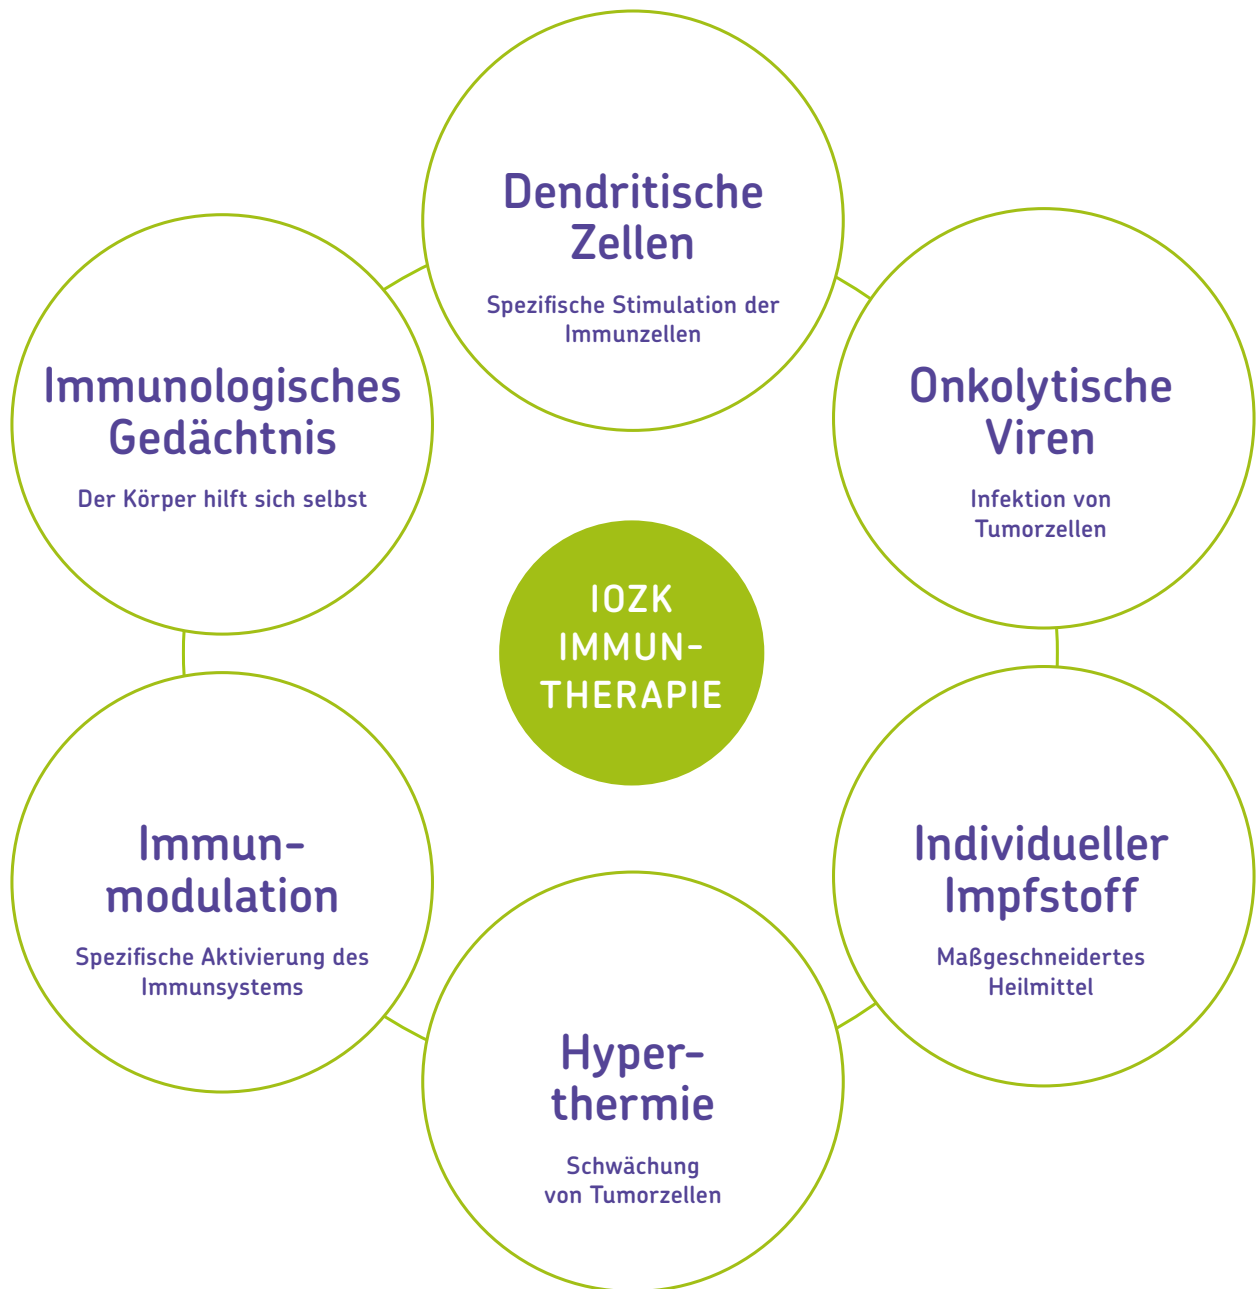 Dendritische
Zellen
Spezifische Stimulation der
Immunzellen
Onkolytische
Viren
Infektion von
Tumorzellen
Individueller
Impfstoff
Maßgeschneidertes
Heilmittel
Hyper-
thermie
Schwächung
von Tumorzellen
Immun-
modulation
Spezifische Aktivierung des
Immunsystems
Immunologisches
Gedächtnis
Der Körper hilft sich selbst
IOZK
IMMUN-
THERAPIE